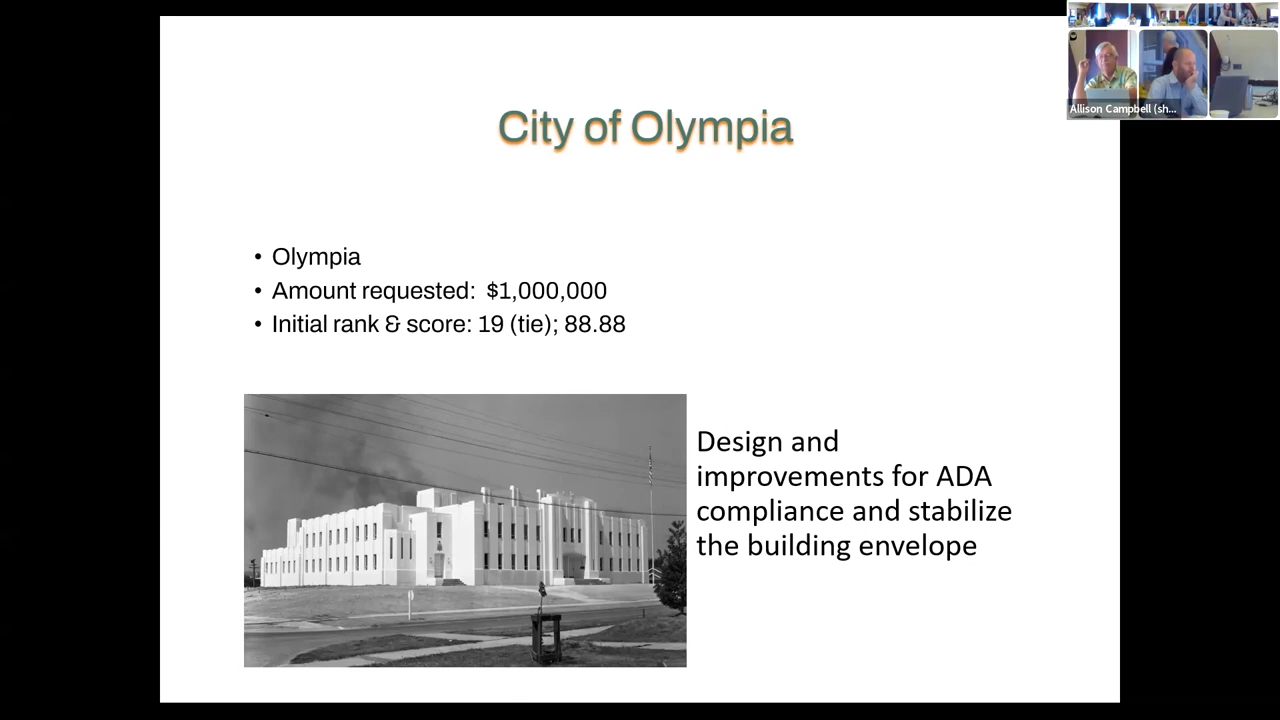 City of Olympia
• Olympia
• Amount requested:  $1,000,000
• Initial rank & score: 19 (tie); 88.88
Design and
improvements for ADA
compliance and stabilize
the building envelope
Allison Campbell (sh...